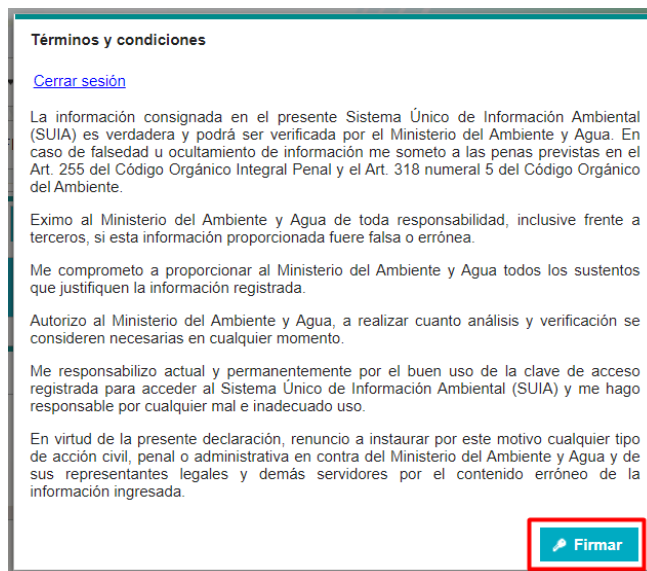 Términos y condiciones
Cerrar sesión
La información consignada en el presente Sistema Único de Información Ambiental
(SUIA) es verdadera y podrá ser verificada por el Ministerio del Ambiente y Agua. En
caso de falsedad u ocultamiento de información me someto a las penas previstas en el
Art. 255 del Código Orgánico Integral Penal y el Art. 318 numeral 5 del Código Orgánico
del Ambiente.
Eximo al Ministerio del Ambiente y Agua de toda responsabilidad, inclusive frente a
terceros, si esta información proporcionada fuere falsa o errónea.
Me comprometo a proporcionar al Ministerio del Ambiente y Agua todos los sustentos
que justifiquen la información registrada.
Autorizo al Ministerio del Ambiente y Agua, a realizar cuanto análisis y verificación se
consideren necesarias en cualquier momento.
Me responsabilizo actual y permanentemente por el buen uso de la clave de acceso
registrada para acceder al Sistema Único de Información Ambiental (SUIA) y me hago
responsable por cualquier mal e inadecuado uso.
En virtud de la presente declaración, renuncio a instaurar por este motivo cualquier tipo
de acción civil, penal o administrativa en contra del Ministerio del Ambiente y Agua y de
sus representantes legales y demás servidores por el contenido erróneo de la
información ingresada.
Firmar